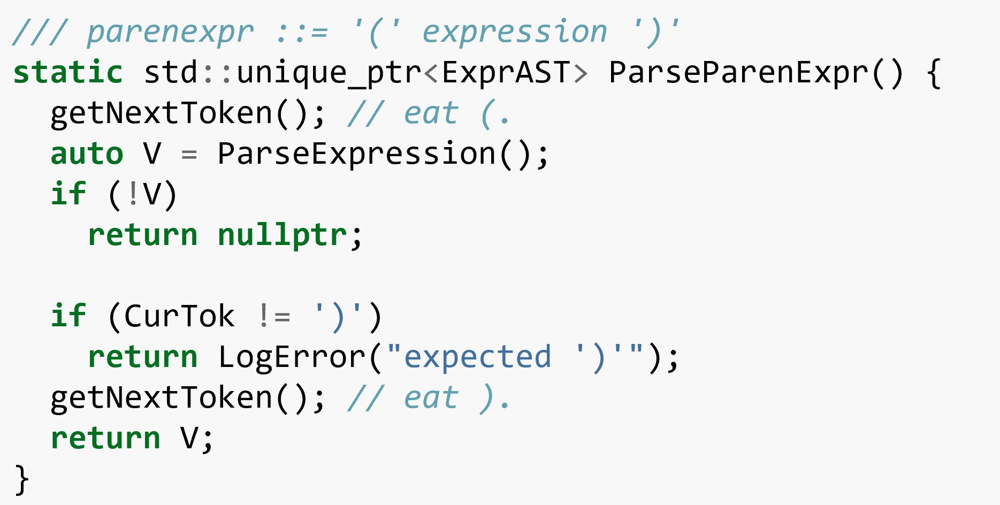 /// parenexpr ::= '(' expression ')'
static std::unique_ptr<ExprAST> ParseParenExpr() {
  getNextToken(); // eat (.
  auto V = ParseExpression();
  if (!V)
    return nullptr;

  if (CurTok != ')')
    return LogError("expected ')'");
  getNextToken(); // eat ).
  return V;
}